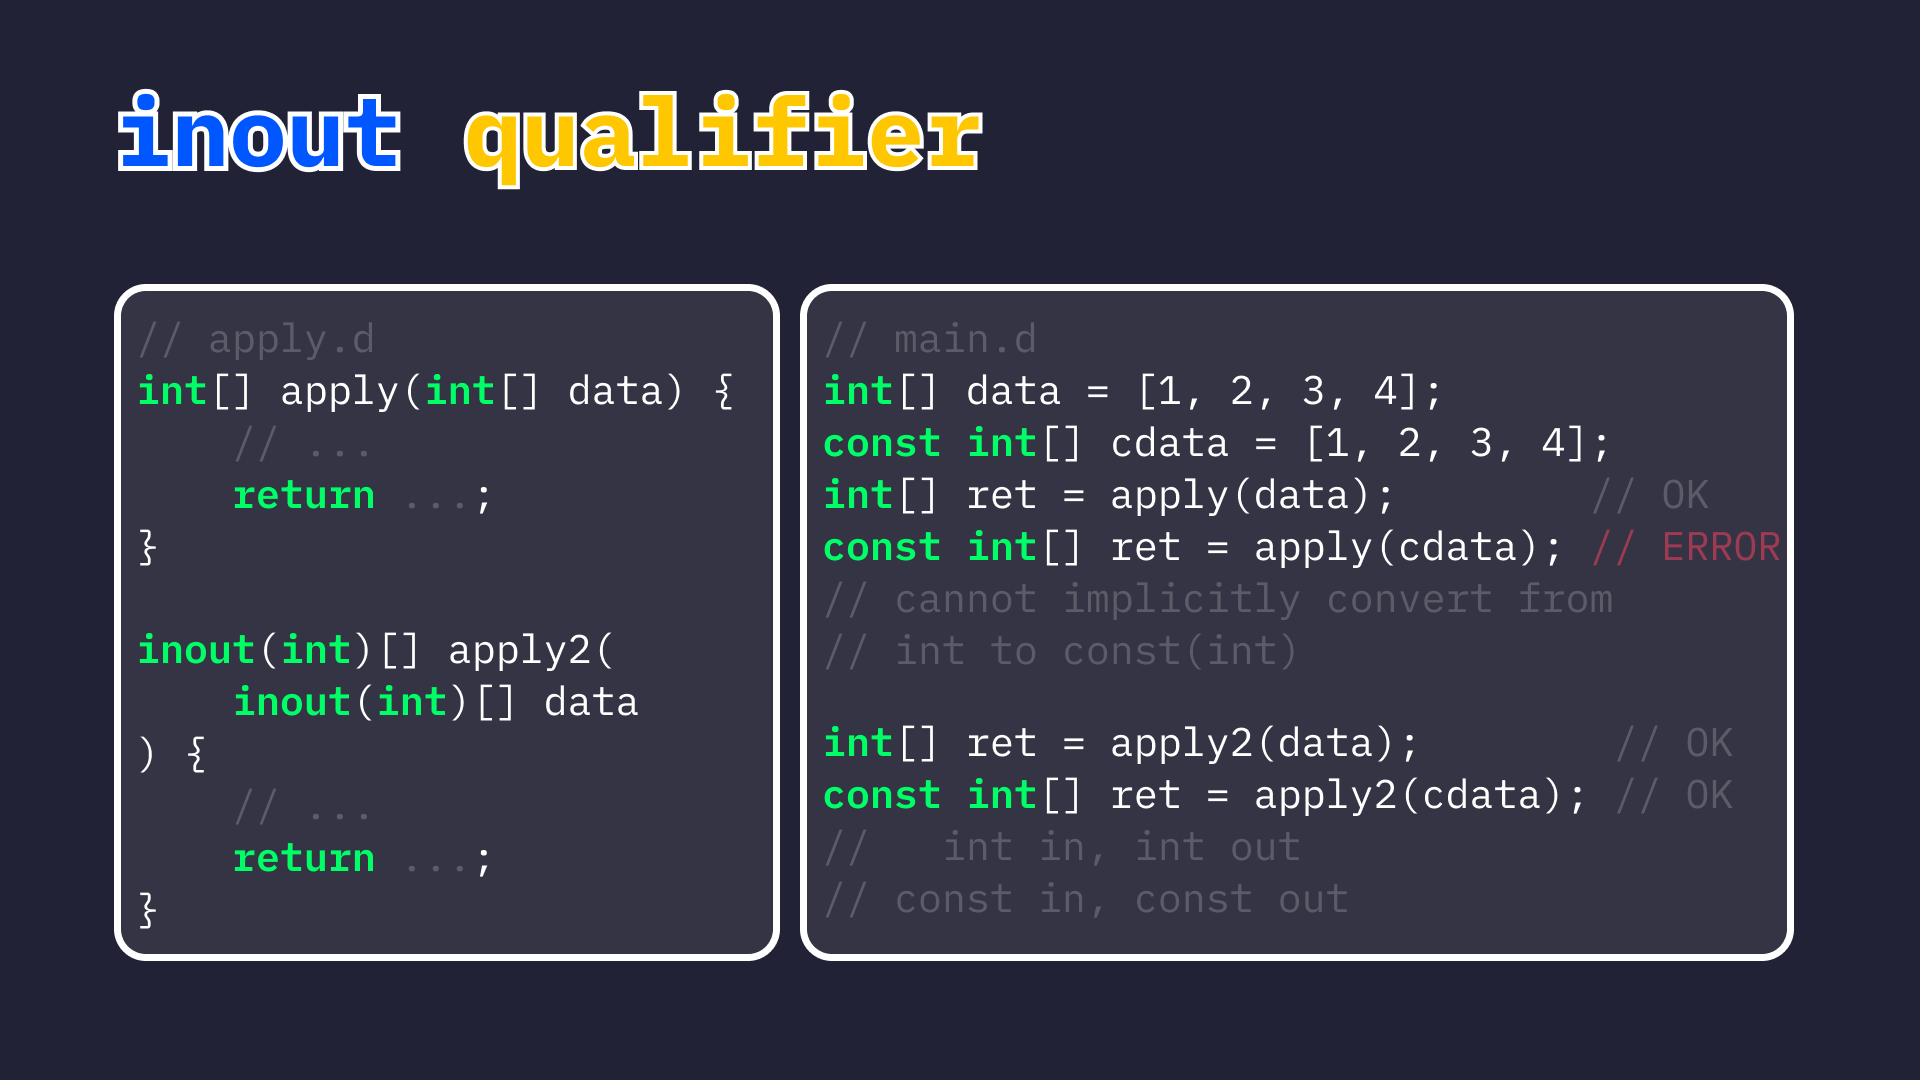 inout qualifier
// apply.d
int[] apply(int[] data) {
    // ...
    return ...;
}
inout(int)[] apply2(
    inout(int)[] data
) {
    // ...
    return ...;
}
// main.d
int[] data = [1, 2, 3, 4];
const int[] cdata = [1, 2, 3, 4];
int[] ret = apply(data);        // OK
const int[] ret = apply(cdata); // ERROR
// cannot implicitly convert from
// int to const(int)
int[] ret = apply2(data);        // OK
const int[] ret = apply2(cdata); // OK
//   int in, int out
// const in, const out